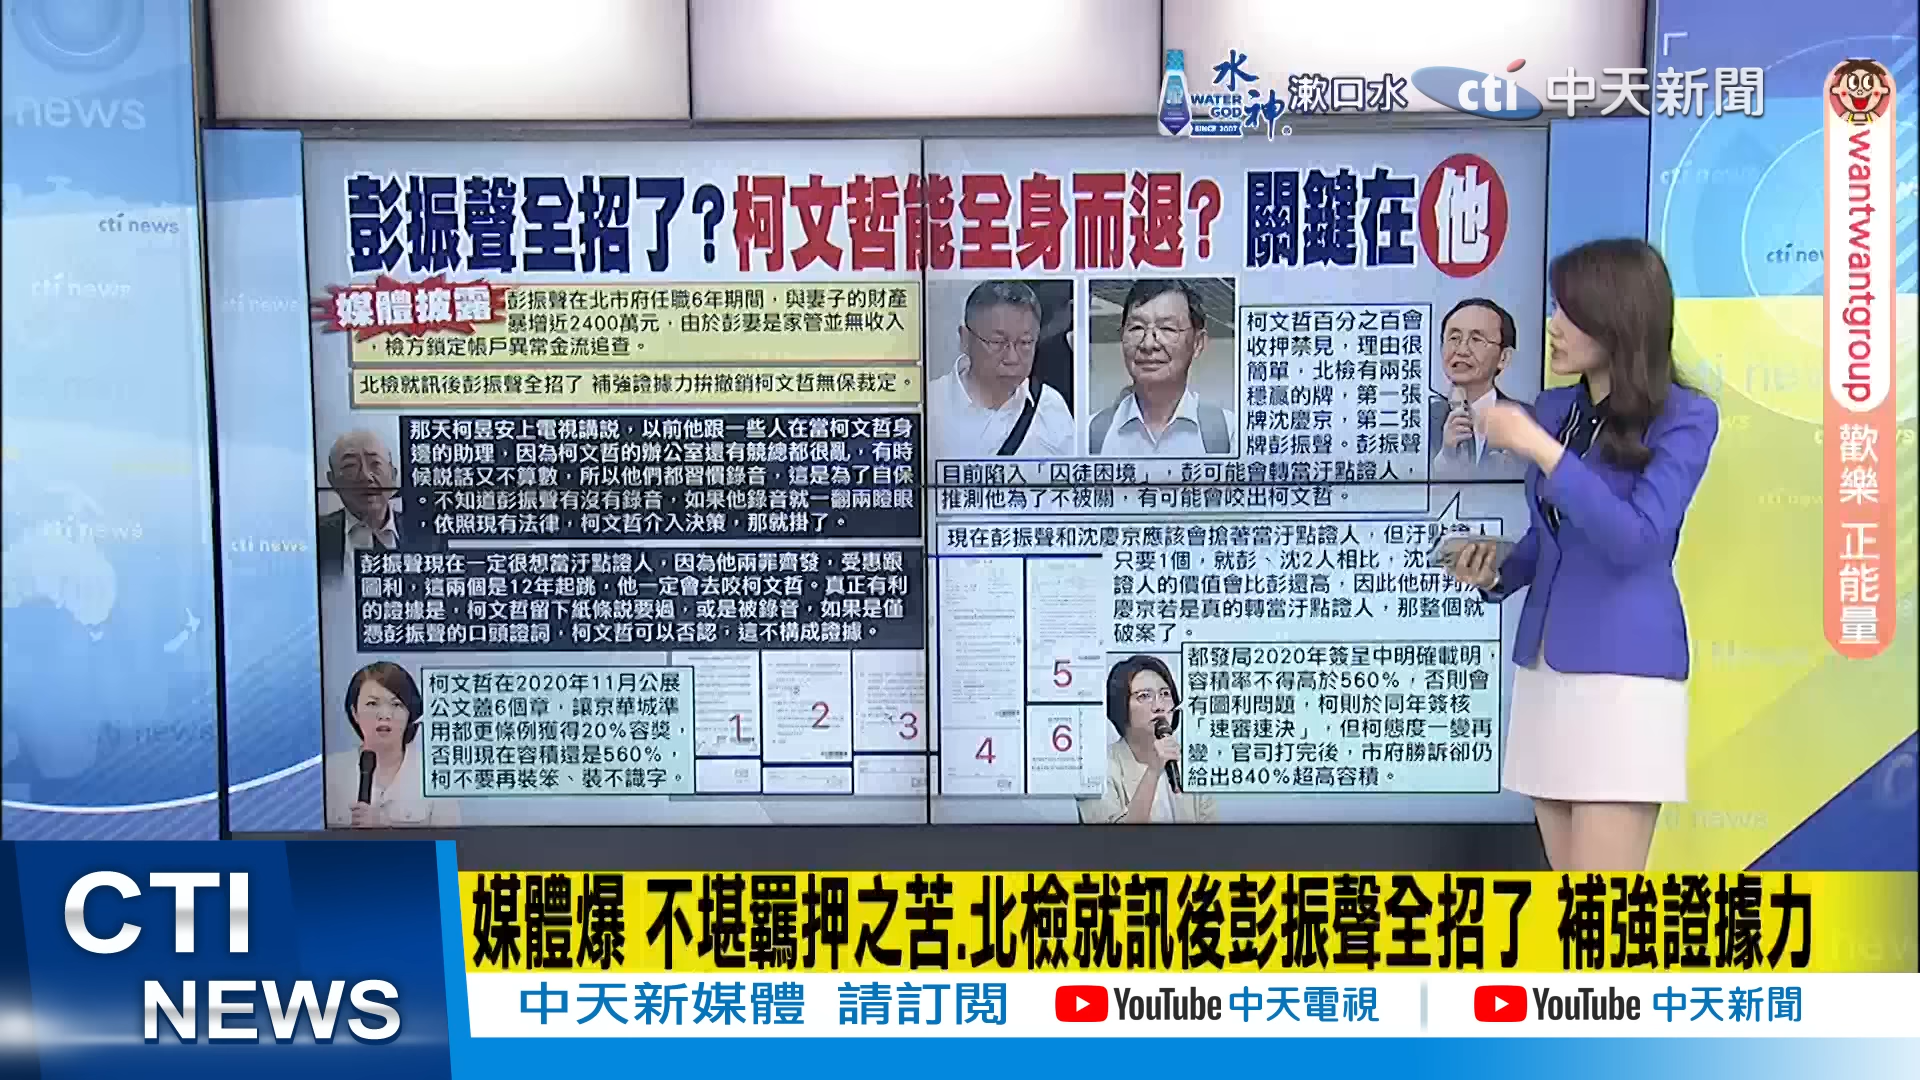 水神
WATER GOD
SINCE 2007
漱口水
cti 中天新聞
wantwantgroup
歡樂 正能量
news
cti news
彭振聲全招了?柯文哲能全身而退? 關鍵在他
媒體披露
彭振聲在北市府任職6年期間，與妻子的財產
暴增近2400萬元，由於彭妻是家管並無收入
，檢方鎖定帳戶異常金流追查。
北檢就訊後彭振聲全招了 補強證據力拚撤銷柯文哲無保裁定。
那天柯昱安上電視講說，以前他跟一些人在當柯文哲身
邊的助理，因為柯文哲的辦公室還有競總都很亂，有時
候說話又不算數，所以他們都習慣錄音，這是為了自保
。不知道彭振聲有沒有錄音，如果他錄音就一翻兩瞪眼
，依照現有法律，柯文哲介入決策，那就掛了。
彭振聲現在一定很想當汙點證人，因為他兩罪齊發，受惠跟
圖利，這兩個是12年起跳，他一定會去咬柯文哲。真正有利
的證據是，柯文哲留下紙條說要過，或是被錄音，如果是僅
憑彭振聲的口頭證詞，柯文哲可以否認，這不構成證據。
柯文哲在2020年11月公展
公文蓋6個章，讓京華城準
用都更條例獲得20%容獎，
否則現在容積還是560%，
柯不要再裝笨、裝不識字。
1
2
3
4
5
6
柯文哲百分之百會
收押禁見，理由很
簡單，北檢有兩張
穩贏的牌，第一張
牌沈慶京，第二張
牌彭振聲。彭振聲
目前陷入「囚徒困境」，彭可能會轉當汙點證人，
推測他為了不被關，有可能會咬出柯文哲。
現在彭振聲和沈慶京應該會搶著當汙點證人，但汙點證人
只要1個，就彭、沈2人相比，沈
證人的價值會比彭還高，因此他研判
慶京若是真的轉當汙點證人，那整個就
破案了。
都發局2020年簽呈中明確載明，
容積率不得高於560%，否則會
有圖利問題，柯則於同年簽核
「速審速決」，但柯態度一變再
變，官司打完後，市府勝訴卻仍
給出840%超高容積。
CTI NEWS
媒體爆 不堪羈押之苦.北檢就訊後彭振聲全招了 補強證據力
中天新媒體 請訂閱 YouTube 中天電視 | YouTube 中天新聞